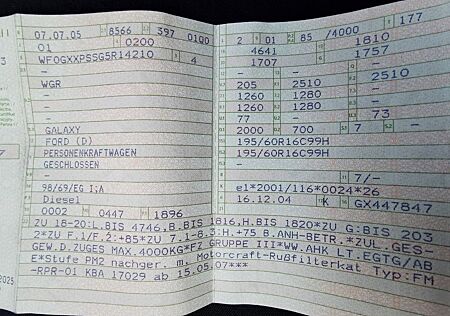 07.07.05 8566 397 0100
01 0200
WF0GXXPSSG5R14210 4
-
WGR
-
-
GALAXY
FORD (D)
PERSONENKRAFTWAGEN
GESCHLOSSEN
-
98/69/EG I;A
Diesel
0002 0447 1896
2 01 85 /4000 177
4641 1810
1707 1757
- -
205 2510 2510
1260 1280 -
1260 1280 -
77 - 73
2000 700 7 -
195/60R16C99H
195/60R16C99H
-
7/-
e1*2001/116*0024*26
16.12.04 K GX447847
ZU 18-20:L.BIS 4746,B.BIS 1816,H.BIS 1820*ZU G:BIS 203
2*ZU F.1/F.2:+85*ZU 7.1-8.3:H.+75 B.ANH-BETR.*ZUL.GES-
GEW.D.ZUGES MAX.4000KG*FZ GRUPPE III*WW.AHK LT.EGTG/AB
E*Stufe PM2 nachger. m. Motorcraft-Rußfilterkat Typ:FM
-RPR-01 KBA 17029 ab 15.05.07***